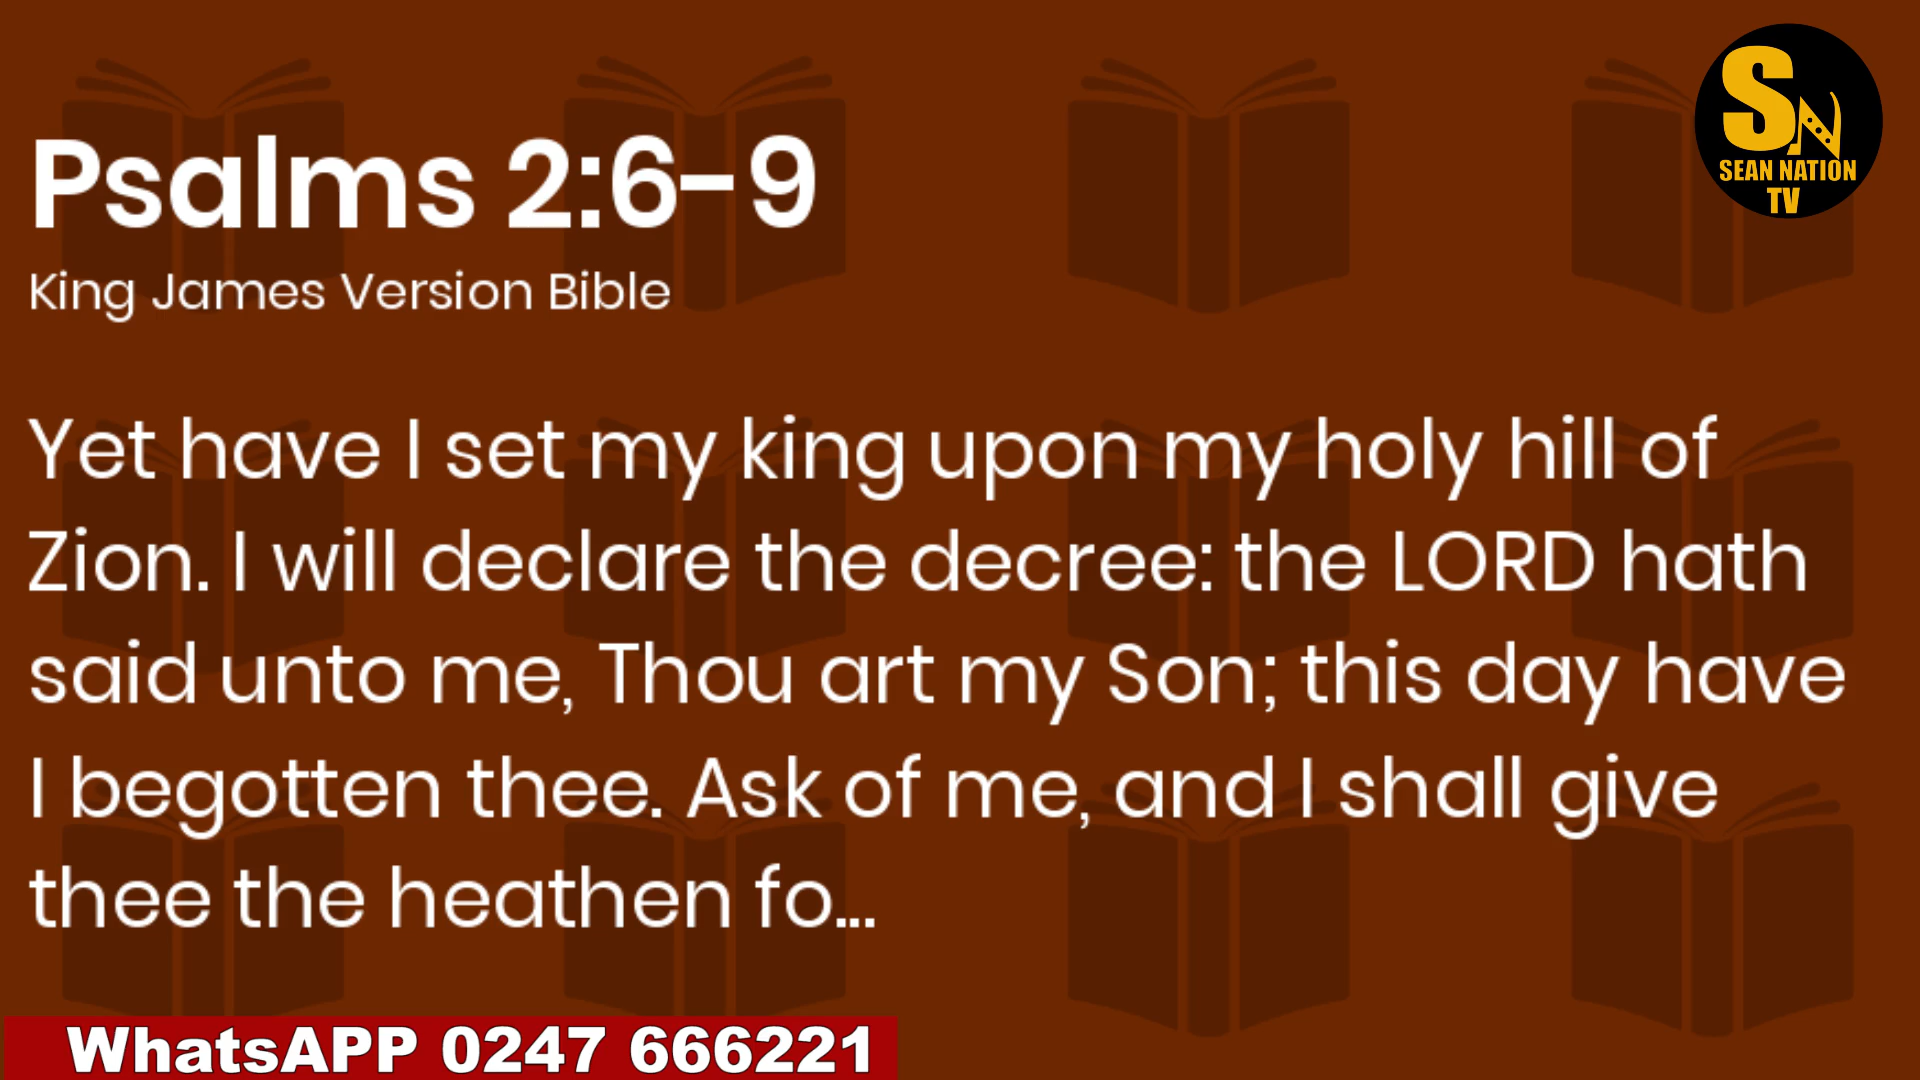 SN
SEAN NATION
TV
Psalms 2:6-9
King James Version Bible
Yet have I set my king upon my holy hill of
Zion. I will declare the decree: the LORD hath
said unto me, Thou art my Son; this day have
I begotten thee. Ask of me, and I shall give
thee the heathen fo...
WhatsAPP 0247 666221